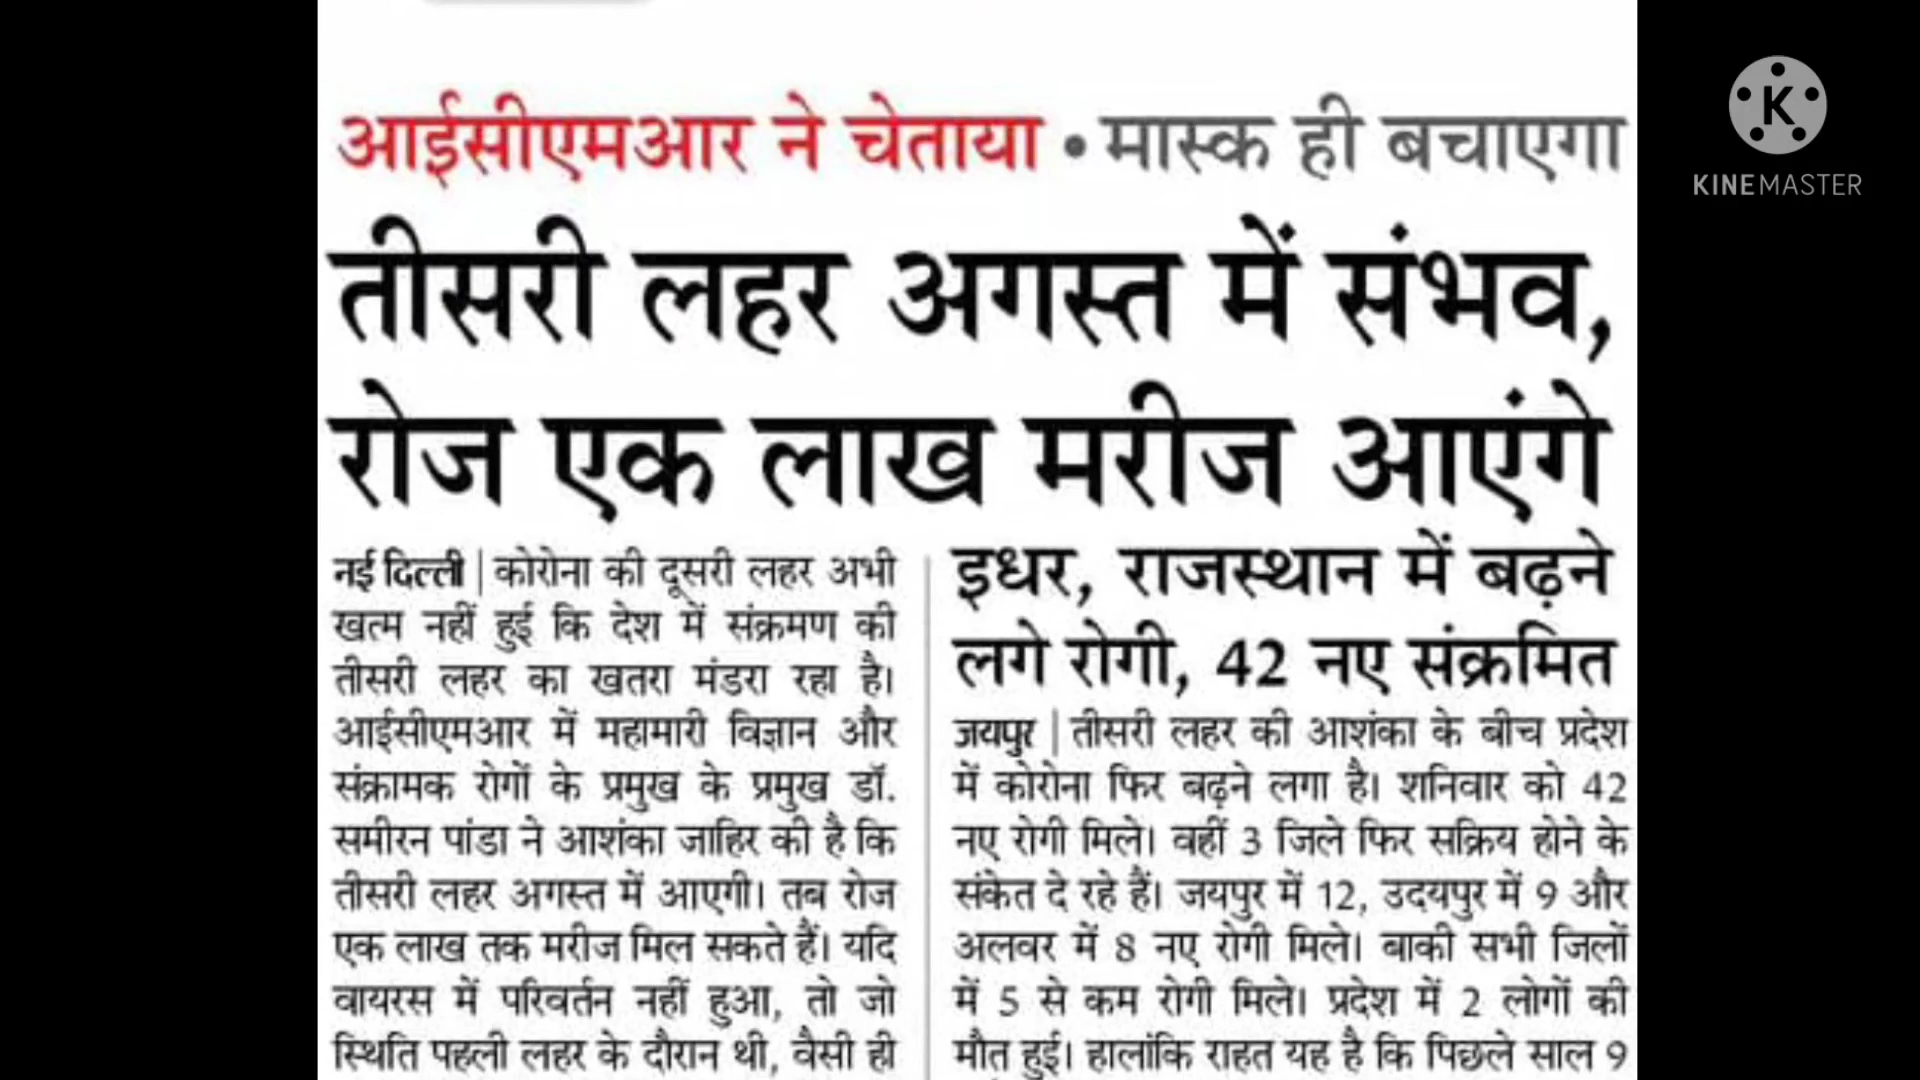 आईसीएमआर ने चेताया • मास्क ही बचाएगा
तीसरी लहर अगस्त में संभव,
रोज एक लाख मरीज आएंगे
नई दिल्ली | कोरोना की दूसरी लहर अभी
खत्म नहीं हुई कि देश में संक्रमण की
तीसरी लहर का खतरा मंडरा रहा है।
आईसीएमआर में महामारी विज्ञान और
संक्रामक रोगों के प्रमुख के प्रमुख डॉ.
समीरन पांडा ने आशंका जाहिर की है कि
तीसरी लहर अगस्त में आएगी। तब रोज
एक लाख तक मरीज मिल सकते हैं। यदि
वायरस में परिवर्तन नहीं हुआ, तो जो
स्थिति पहली लहर के दौरान थी, वैसी ही
इधर, राजस्थान में बढ़ने
लगे रोगी, 42 नए संक्रमित
जयपुर | तीसरी लहर की आशंका के बीच प्रदेश
में कोरोना फिर बढ़ने लगा है। शनिवार को 42
नए रोगी मिले। वहीं 3 जिले फिर सक्रिय होने के
संकेत दे रहे हैं। जयपुर में 12, उदयपुर में 9 और
अलवर में 8 नए रोगी मिले। बाकी सभी जिलों
में 5 से कम रोगी मिले। प्रदेश में 2 लोगों की
मौत हुई। हालांकि राहत यह है कि पिछले साल 9
K
KINEMASTER